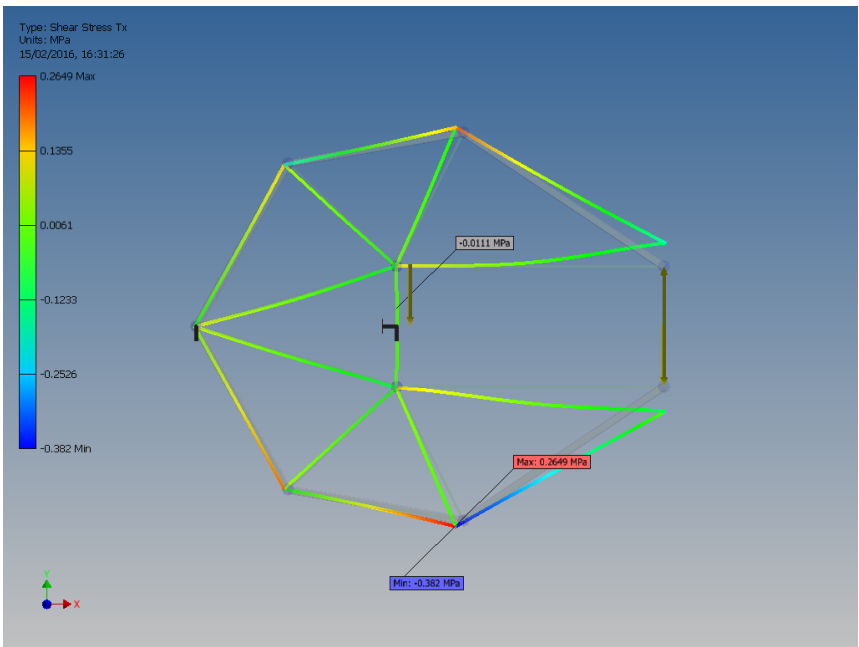 Type: Shear Stress Tx
Units: MPa
15/02/2016, 16:31:26
0.2649 Max
0.1355
0.0061
-0.1233
-0.2526
-0.382 Min
-0.0111 MPa
Max: 0.2649 MPa
Min: -0.382 MPa
Y
X